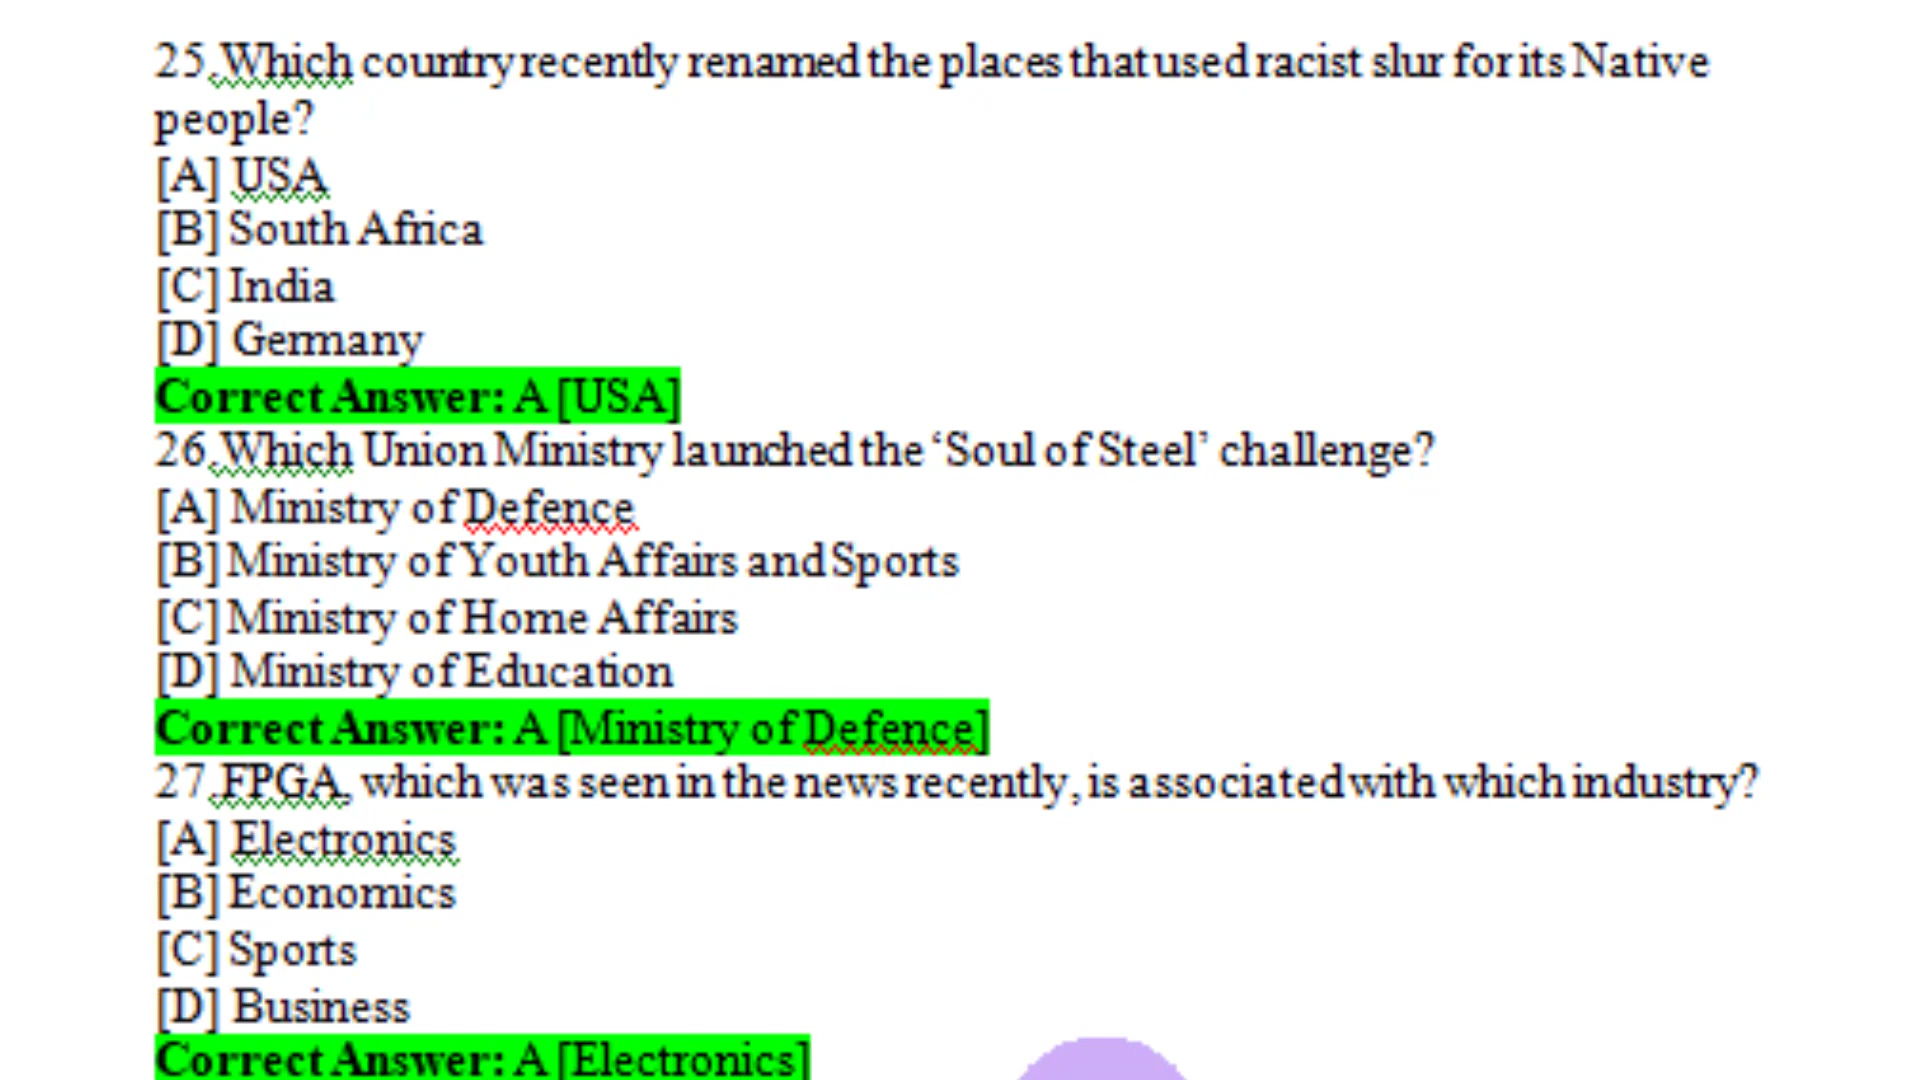 25.Which country recently renamed the places that used racist slur for its Native
people?
[A] USA
[B] South Africa
[C] India
[D] Germany
Correct Answer: A [USA]
26.Which Union Ministry launched the ‘Soul of Steel’ challenge?
[A] Ministry of Defence
[B] Ministry of Youth Affairs and Sports
[C] Ministry of Home Affairs
[D] Ministry of Education
Correct Answer: A [Ministry of Defence]
27.FPGA, which was seen in the news recently, is associated with which industry?
[A] Electronics
[B] Economics
[C] Sports
[D] Business
Correct Answer: A [Electronics]